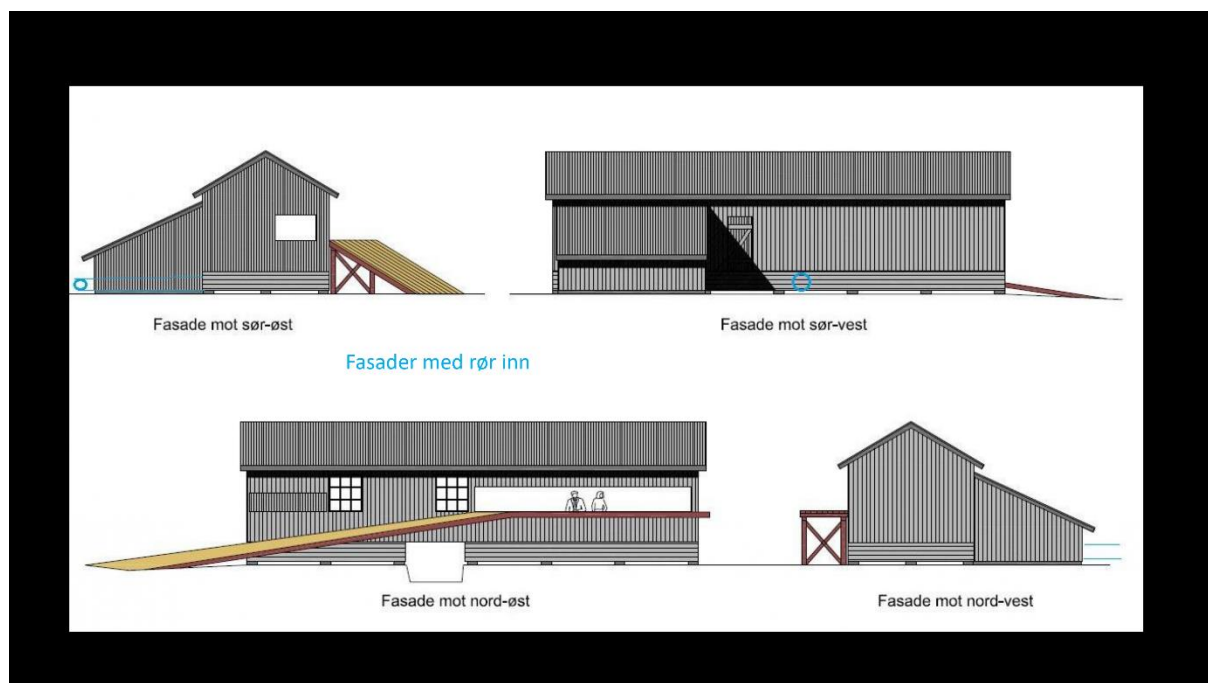 Fasade mot sør-øst
Fasade mot sør-vest
Fasader med rør inn
Fasade mot nord-øst
Fasade mot nord-vest